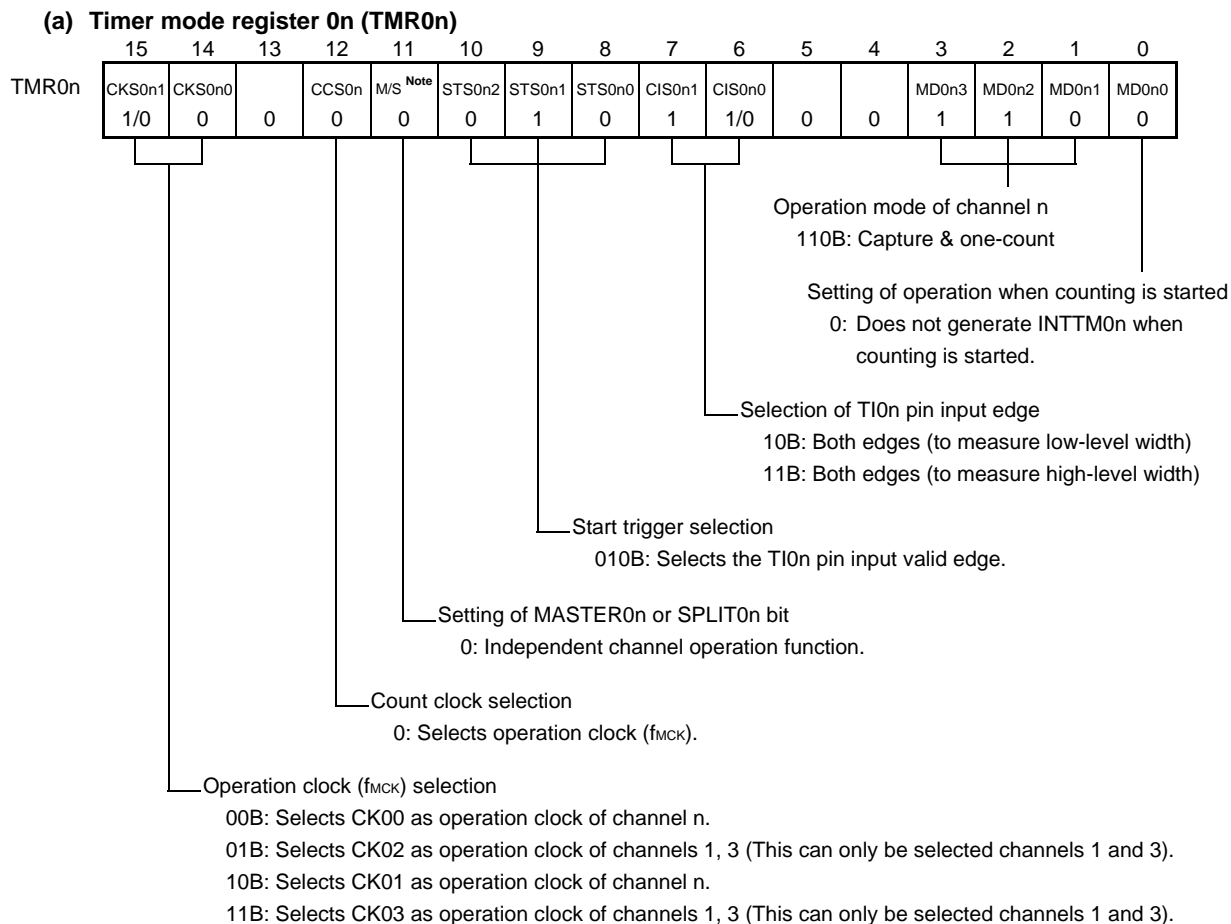 (a) Timer mode register 0n (TMR0n)
15 14 13 12 11 10 9 8 7 6 5 4 3 2 1 0
TMR0n CKS0n1 CKS0n0 CCS0n M/S Note STS0n2 STS0n1 STS0n0 CIS0n1 CIS0n0 MD0n3 MD0n2 MD0n1 MD0n0
1/0 0 0 0 0 0 1 0 1 1/0 0 0 1 1 0 0
Operation mode of channel n
110B: Capture & one-count
Setting of operation when counting is started
0: Does not generate INTTM0n when
counting is started.
Selection of TI0n pin input edge
10B: Both edges (to measure low-level width)
11B: Both edges (to measure high-level width)
Start trigger selection
010B: Selects the TI0n pin input valid edge.
Setting of MASTER0n or SPLIT0n bit
0: Independent channel operation function.
Count clock selection
0: Selects operation clock (fMCK).
Operation clock (fMCK) selection
00B: Selects CK00 as operation clock of channel n.
01B: Selects CK02 as operation clock of channels 1, 3 (This can only be selected channels 1 and 3).
10B: Selects CK01 as operation clock of channel n.
11B: Selects CK03 as operation clock of channels 1, 3 (This can only be selected channels 1 and 3).